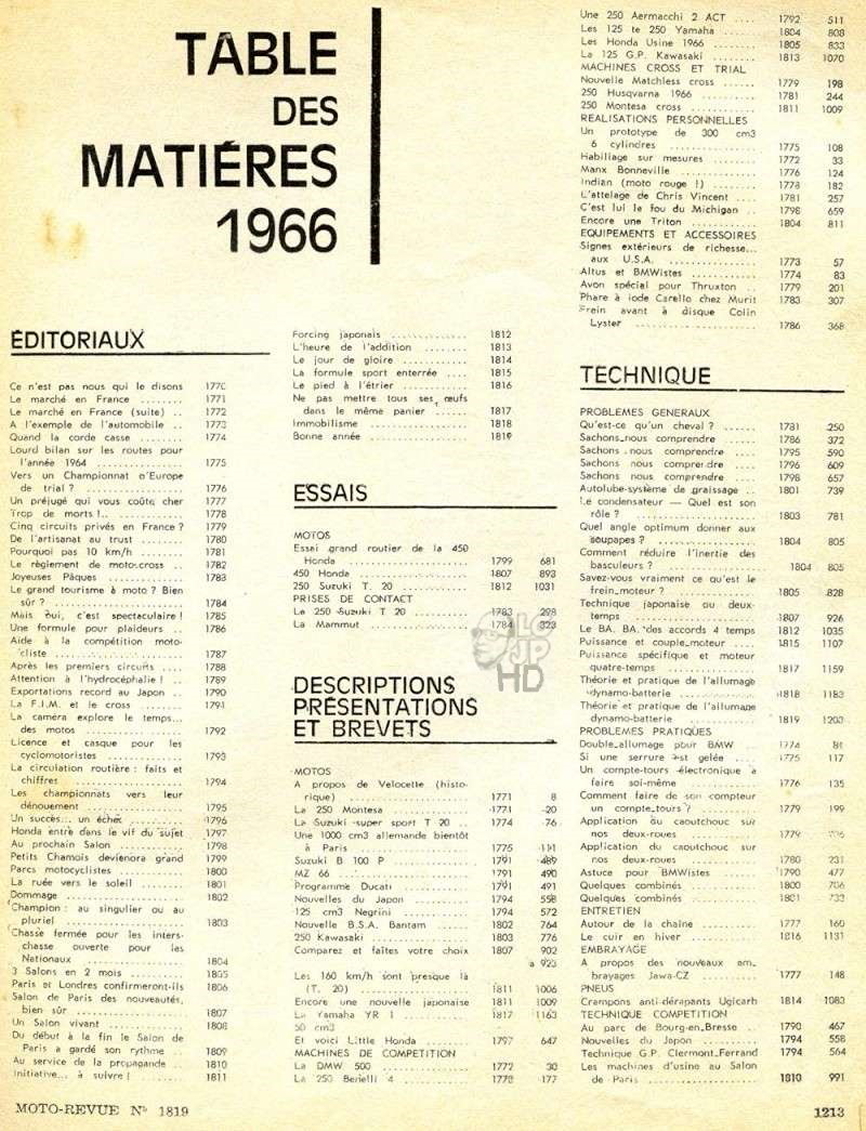 TABLE
DES
MATIÉRES
1966
ÉDITORIAUX
Ce n'est pas nous qui le disons 1770
Le marché en France ........ 1771
Le marché en France (suite) .. 1772
A l'exemple de l'automobile .. 1773
Quand la corde casse ........ 1774
Lourd bilan sur les routes pour
l'année 1964 ............... 1775
Vers un Championnat d'Europe
de trial ? .................. 1776
Un préjugé qui vous coûte cher 1777
Trop de morts !.. ............ 1778
Cinq circuits privés en France ? 1779
De l'artisanat au trust ........ 1780
Pourquoi pas 10 km/h ........ 1781
Le règlement de moto-cross .. 1782
Joyeuses Pâques ............ 1783
Le grand tourisme à moto ? Bien
sûr ? ...................... 1784
Mais oui, c'est spectaculaire ! 1785
Une formule pour plaideurs .. 1786
Aide à la compétition moto-
cliste ...................... 1787
Après les premiers circuits .... 1788
Attention à l'hydrocéphalie ! .. 1789
Exportations record au Japon .. 1790
La F.I.M. et le cross ........ 1791
La caméra explore le temps...
des motos .................. 1792
Licence et casque pour les
cyclomotoristes .............. 1793
La circulation routière : faits et
chiffres .................... 1794
Les championnats vers leur
dénouement ................ 1795
Un succès... un échec ........ 1796
Honda entre dans le vif du sujet 1797
Au prochain Salon ............ 1798
Petits Chamois deviendra grand 1799
Parcs motocyclistes .......... 1800
La ruée vers le soleil ........ 1801
Dommage .................. 1802
Champion : au singulier ou au
pluriel ...................... 1803
Chasse fermée pour les inters-
chasse ouverte pour les
Nationaux .................. 1804
3 Salons en 2 mois .......... 1805
Paris et Londres confirmeront-ils 1806
Salon de Paris des nouveautés,
bien sûr .................... 1807
Un Salon vivant .............. 1808
Du début à la fin le Salon de
Paris a gardé son rythme .. 1809
Au service de la propagande .. 1810
Initiative... à suivre ! ........ 1811
Forcing japonais .............. 1812
L'heure de l'addition ........ 1813
Le jour de gloire ............ 1814
La formule sport enterrée .... 1815
Le pied à l'étrier ............ 1816
Ne pas mettre tous ses œufs
dans le même panier ...... 1817
Immobilisme ................ 1818
Bonne année ................ 1819
ESSAIS
MOTOS
Essai grand routier de la 450
Honda .................... 1799 681
450 Honda .................. 1807 893
250 Suzuki T. 20 ............ 1812 1031
PRISES DE CONTACT
La 250 Suzuki T 20 .......... 1783 298
La Mammut .................. 1784 323
DESCRIPTIONS
PRÉSENTATIONS
ET BREVETS
MOTOS
A propos de Velocette (histo-
rique) ...................... 1771 8
La 250 Montesa .............. 1771 20
La Suzuki super sport T 20 .. 1774 76
Une 1000 cm3 allemande bientôt
à Paris .................... 1775 111
Suzuki B 100 P .............. 1791 489
MZ 66 ...................... 1791 490
Programme Ducati ............ 1791 491
Nouvelles du Japon .......... 1794 558
125 cm3 Negrini ............ 1794 572
Nouvelle B.S.A. Bantam ...... 1802 764
250 Kawasaki ................ 1803 776
Comparez et faîtes votre choix 1807 902
à 923
Les 160 km/h sont presque là
(T. 20) .................... 1811 1006
Encore une nouvelle japonaise 1811 1009
La Yamaha YR 1 ............ 1817 1163
50 cm3
Et voici Little Honda ........ 1797 647
MACHINES DE COMPÉTITION
La DMW 500 ................ 1772 30
La 250 Benelli 4 ............ 1778 177
Une 250 Aermacchi 2 ACT .... 1792 511
Les 125 te 250 Yamaha ...... 1804 808
Les Honda Usine 1966 ........ 1805 833
La 125 G.P. Kawasaki ........ 1813 1070
MACHINES CROSS ET TRIAL
Nouvelle Matchless cross ...... 1779 198
250 Husqvarna 1966 .......... 1781 244
250 Montesa cross ............ 1811 1009
REALISATIONS PERSONNELLES
Un prototype de 300 cm3
6 cylindres ................ 1775 108
Habillage sur mesures ........ 1772 33
Manx Bonneville ............ 1776 124
Indian (moto rouge !) ........ 1778 182
L'attelage de Chris Vincent .... 1781 257
C'est lui le fou du Michigan .. 1798 659
Encore une Triton ............ 1804 811
EQUIPEMENTS ET ACCESSOIRES
Signes extérieurs de richesse...
aux U.S.A. ................ 1773 57
Altus et BMWistes ............ 1774 83
Avon spécial pour Thruxton .. 1779 201
Phare à iode Carello chez Murit 1783 307
Frein avant à disque Colin
Lyster .................... 1786 368
TECHNIQUE
PROBLEMES GENERAUX
Qu'est-ce qu'un cheval ? ...... 1781 250
Sachons nous comprendre ...... 1786 372
Sachons nous comprendre .... 1795 590
Sachons nous comprendre .... 1796 609
Sachons nous comprendre .... 1798 657
Autolube-système de graissage .. 1801 739
Le condensateur — Quel est son
rôle ? ...................... 1803 781
Quel angle optimum donner aux
soupapes ? ................ 1804 805
Comment réduire l'inertie des
basculeurs ? ................ 1804 805
Savez-vous vraiment ce qu'est le
frein moteur ? .............. 1805 828
Technique japonaise ou deux-
temps ...................... 1807 926
Le BA. BA. des accords 4 temps 1812 1035
Puissance et couple moteur .... 1815 1107
Puissance spécifique et moteur
quatre-temps ................ 1817 1159
Théorie et pratique de l'allumage
dynamo-batterie ............ 1818 1183
Théorie et pratique de l'allumage
dynamo-batterie ............ 1819 1203
PROBLEMES PRATIQUES
Double allumage pour BMW 1774 81
Si une serrure est gelée .... 1775 117
Un compte-tours électronique à
faire soi-même .............. 1776 135
Comment faire de son compteur
un compte-tours ? .......... 1779 199
Application du caoutchouc sur
nos deux-roues ............ 1779
Application du caoutchouc sur
nos deux-roues ............ 1780 231
Astuce pour BMWistes ........ 1790 477
Quelques combinés .......... 1800 706
Quelques combinés .......... 1801 733
ENTRETIEN
Autour de la chaîne .......... 1777 160
Le cuir en hiver .............. 1816 1131
EMBRAYAGE
A propos des nouveaux em-
brayages Jawa-CZ .......... 1777 148
PNEUS
Crampons anti-dérapants Ugicarb 1814 1083
TECHNIQUE COMPETITION
Au parc de Bourg-en-Bresse .. 1790 467
Nouvelles du Japon .......... 1794 558
Technique G.P. Clermont-Ferrand 1794 564
Les machines d'usine au Salon
de Paris .................... 1810 991
LC
JP
HD
MOTO-REVUE N° 1819
1213